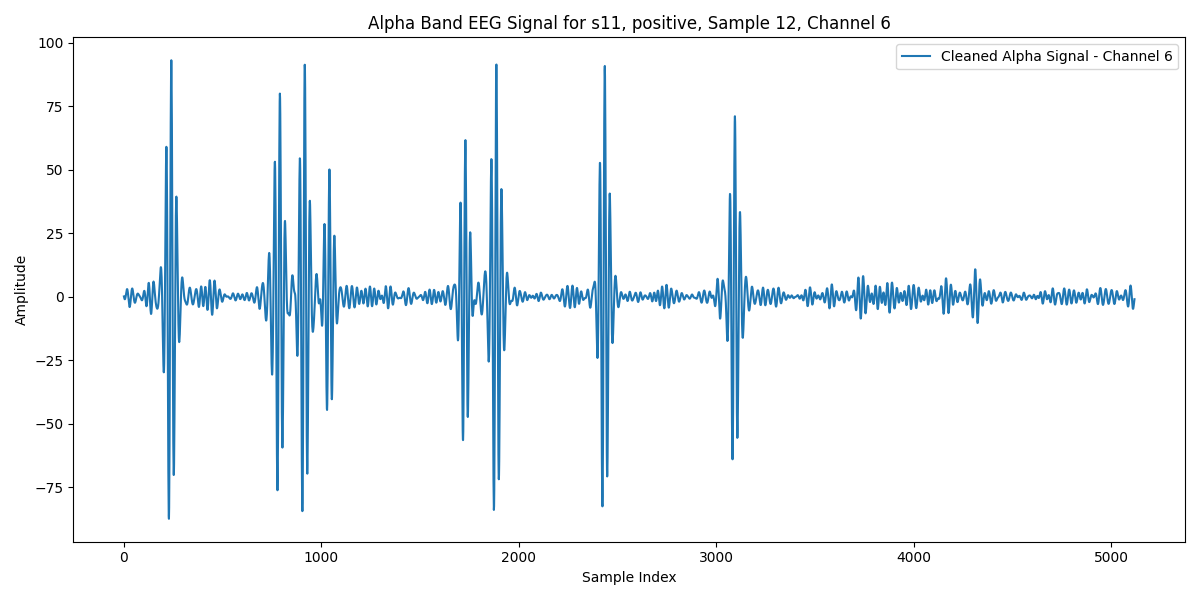 Alpha Band EEG Signal for s11, positive, Sample 12, Channel 6
Cleaned Alpha Signal - Channel 6
100
75
50
25
0
−25
−50
−75
Amplitude
0 1000 2000 3000 4000 5000
Sample Index